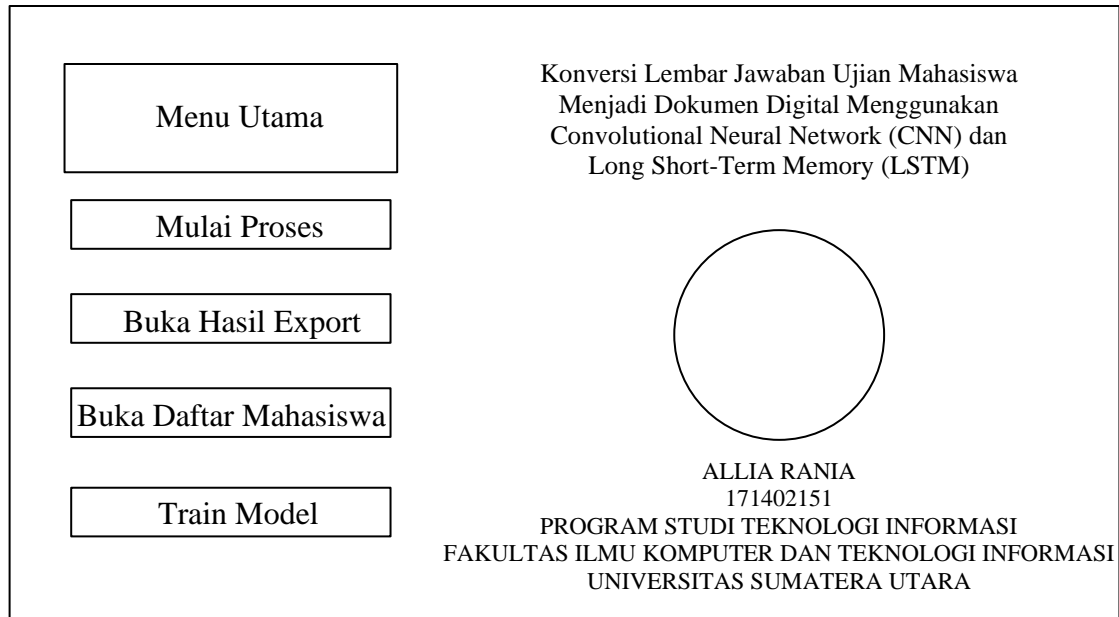 Menu Utama
Mulai Proses
Buka Hasil Export
Buka Daftar Mahasiswa
Train Model
Konversi Lembar Jawaban Ujian Mahasiswa
Menjadi Dokumen Digital Menggunakan
Convolutional Neural Network (CNN) dan
Long Short-Term Memory (LSTM)
ALLIA RANIA
171402151
PROGRAM STUDI TEKNOLOGI INFORMASI
FAKULTAS ILMU KOMPUTER DAN TEKNOLOGI INFORMASI
UNIVERSITAS SUMATERA UTARA